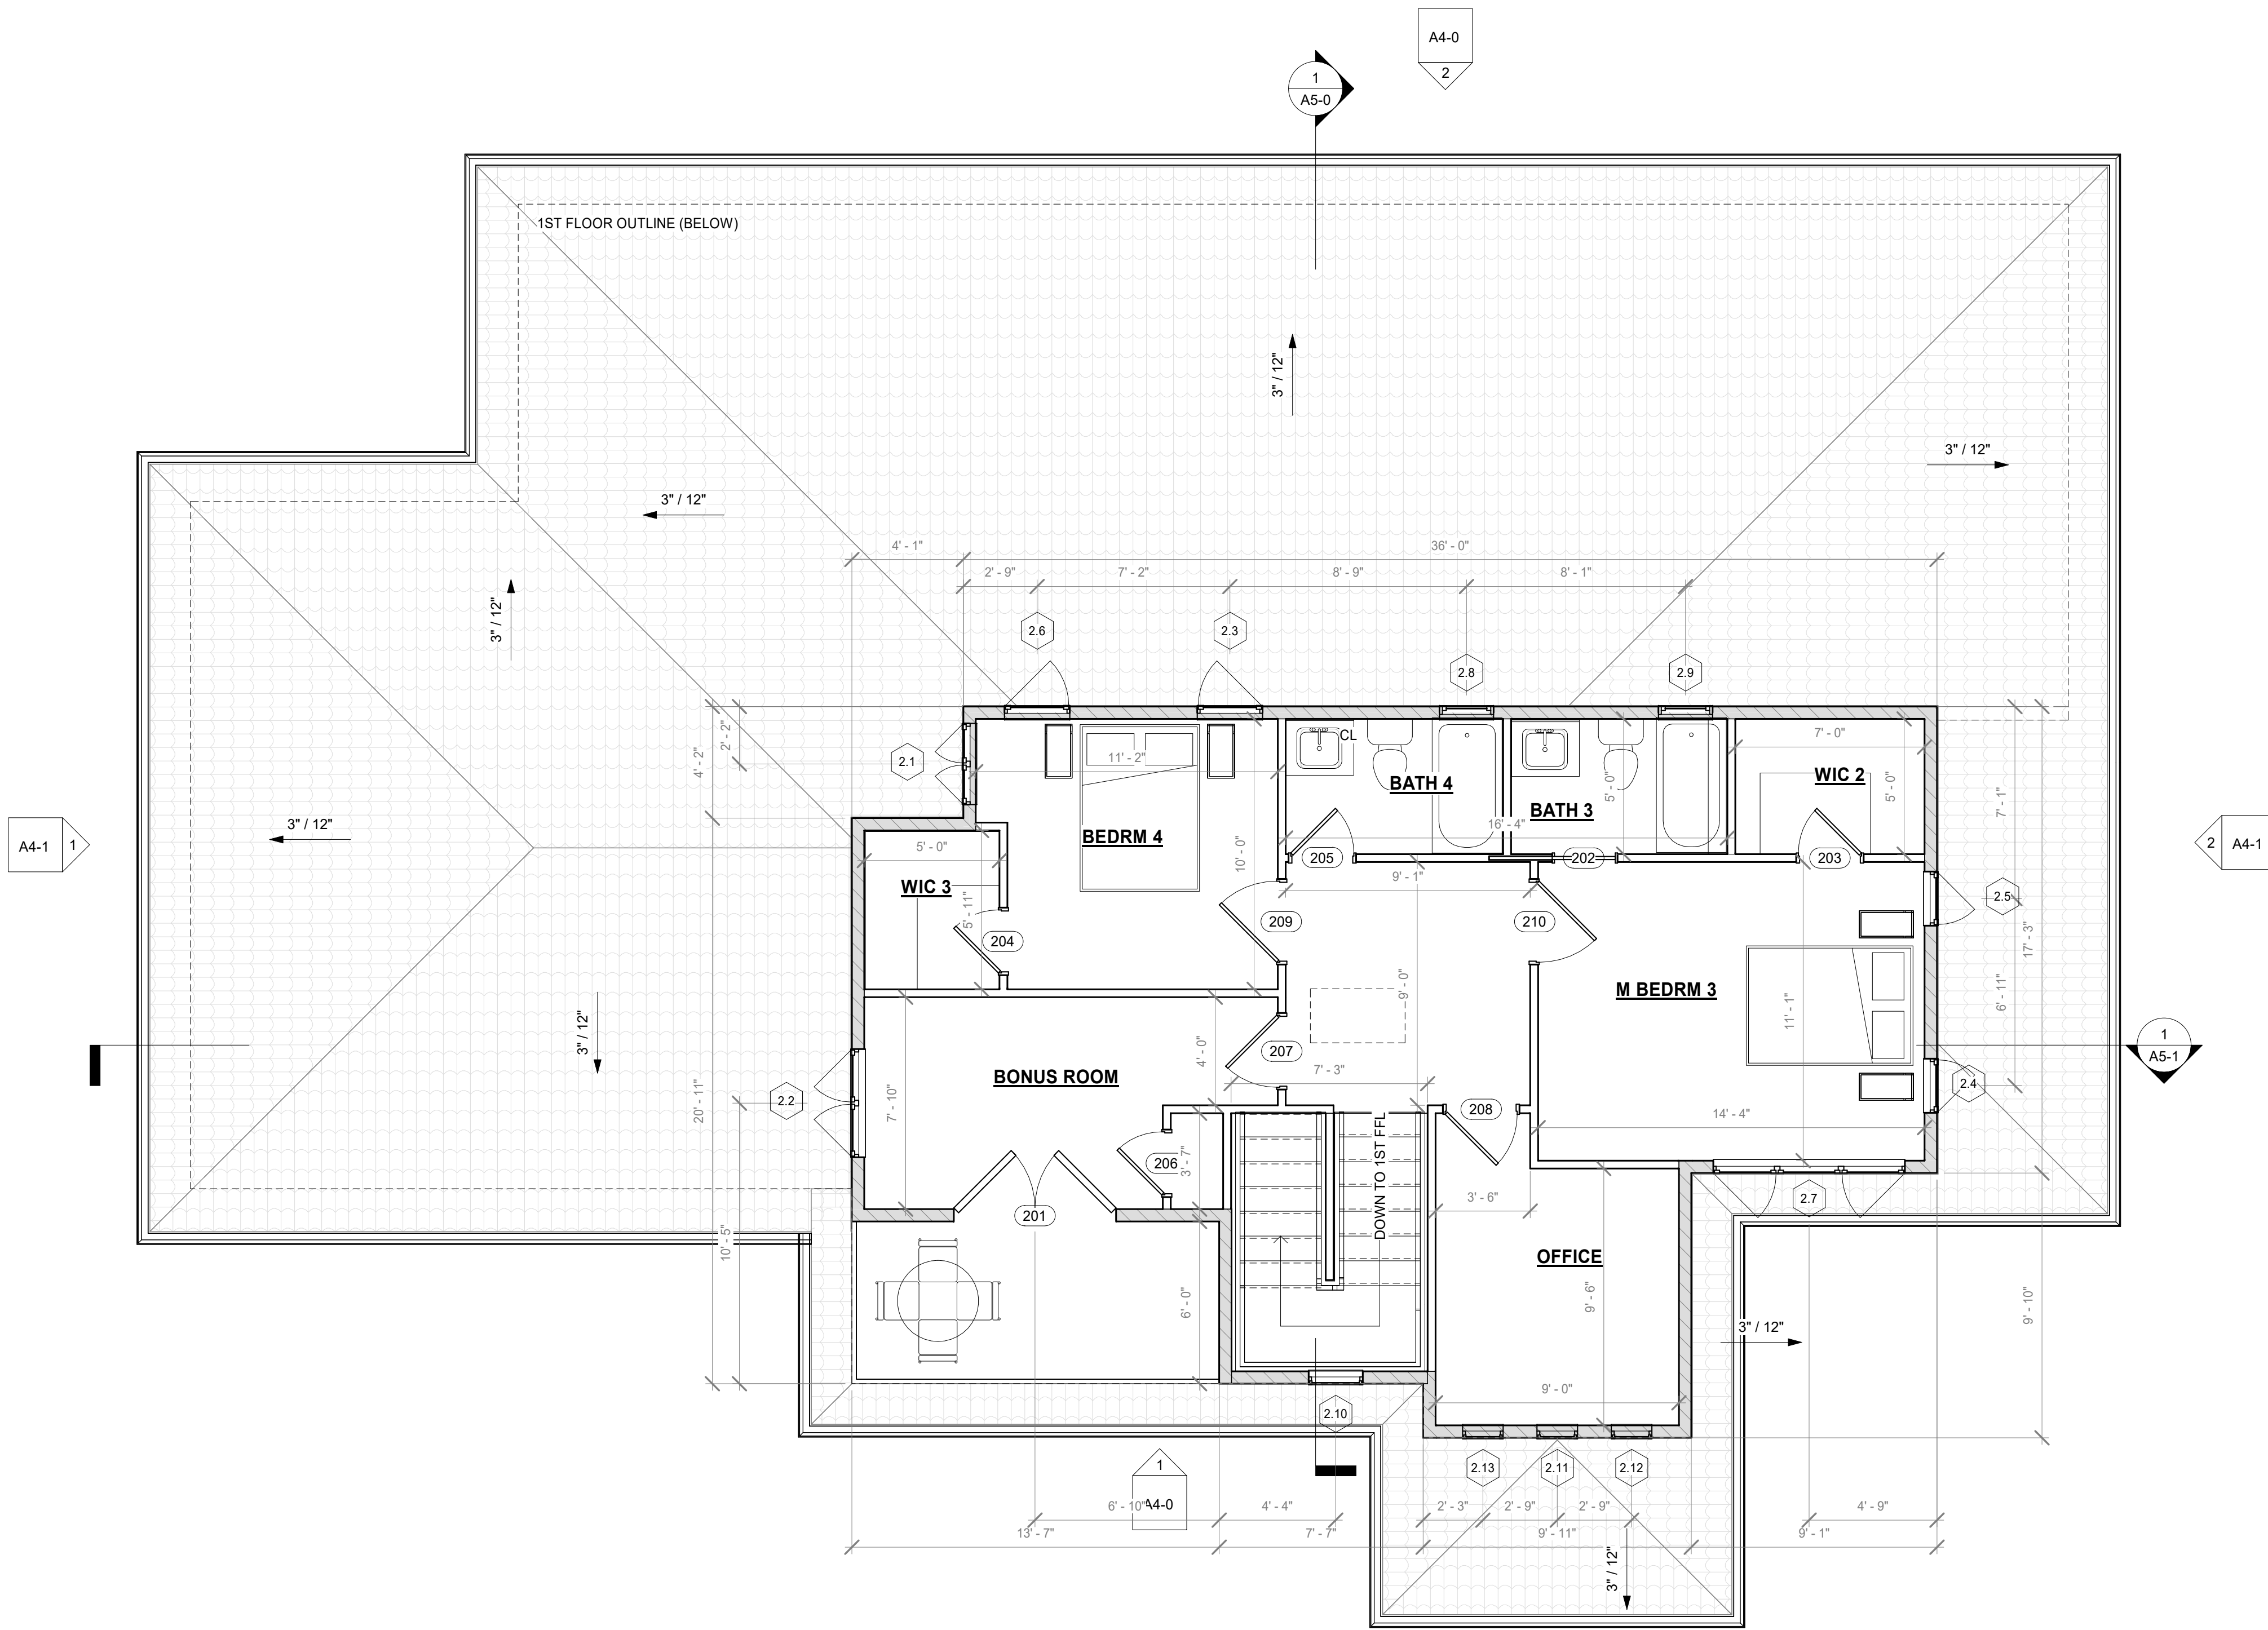 A4-0
2
1
A5-0
1ST FLOOR OUTLINE (BELOW)
3" / 12"
3" / 12"
3" / 12"
4' - 1"
36' - 0"
2' - 9"
7' - 2"
8' - 9"
8' - 1"
3" / 12"
2.6
2.3
2.8
2.9
2' - 2"
4' - 2"
2.1
CL
7' - 0"
11' - 2"
WIC 2
BATH 4
5' - 0"
5' - 0"
7' - 1"
BATH 3
3" / 12"
16' - 4"
BEDRM 4
A4-1
1
2
A4-1
5' - 0"
10' - 0"
205
202
203
9' - 1"
WIC 3
5' - 11"
2.5
209
210
204
17' - 3"
9' - 0"
M BEDRM 3
6' - 11"
11' - 1"
3" / 12"
4' - 0"
207
1
A5-1
7' - 3"
BONUS ROOM
2.4
7' - 10"
2.2
20' - 11"
208
14' - 4"
206
3' - 7"
DOWN TO 1ST FFL
3' - 6"
2.7
201
10' - 5"
OFFICE
6' - 0"
9' - 6"
9' - 10"
3" / 12"
9' - 0"
2.10
1
A4-0
2.13
2.11
2.12
6' - 10"
4' - 4"
2' - 3"
2' - 9"
2' - 9"
4' - 9"
13' - 7"
7' - 7"
9' - 11"
9' - 1"
3" / 12"